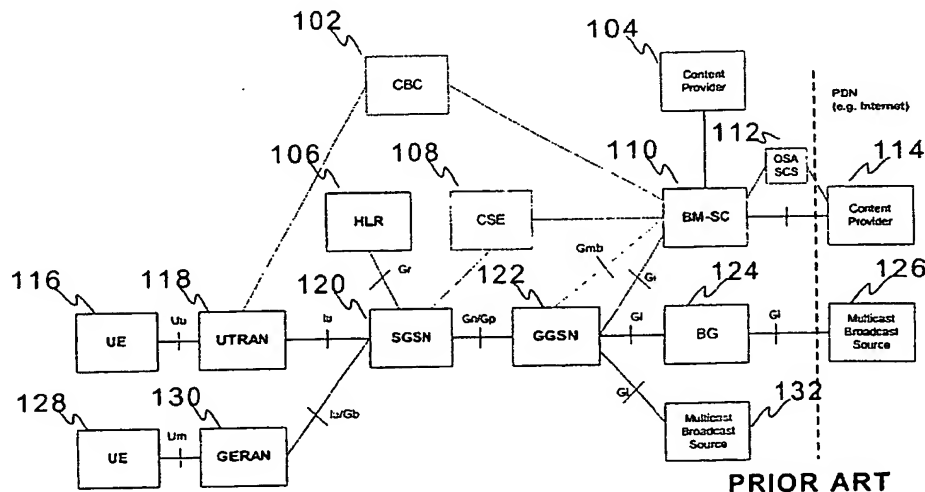 102
CBC
104
Content
Provider
PDN
(e.g. Internet)
112
OSA
SCS
110
114
106
108
HLR
CSE
BM-SC
Content
Provider
Gmb
Gr
Gi
116
118
120
122
124
126
UE
Uu
UTRAN
Iu
SGSN
Gn/Gp
GGSN
Gi
BG
Gi
Multicast
Broadcast
Source
128
130
Iu/Gb
Gi
132
UE
Um
GERAN
Multicast
Broadcast
Source
PRIOR ART